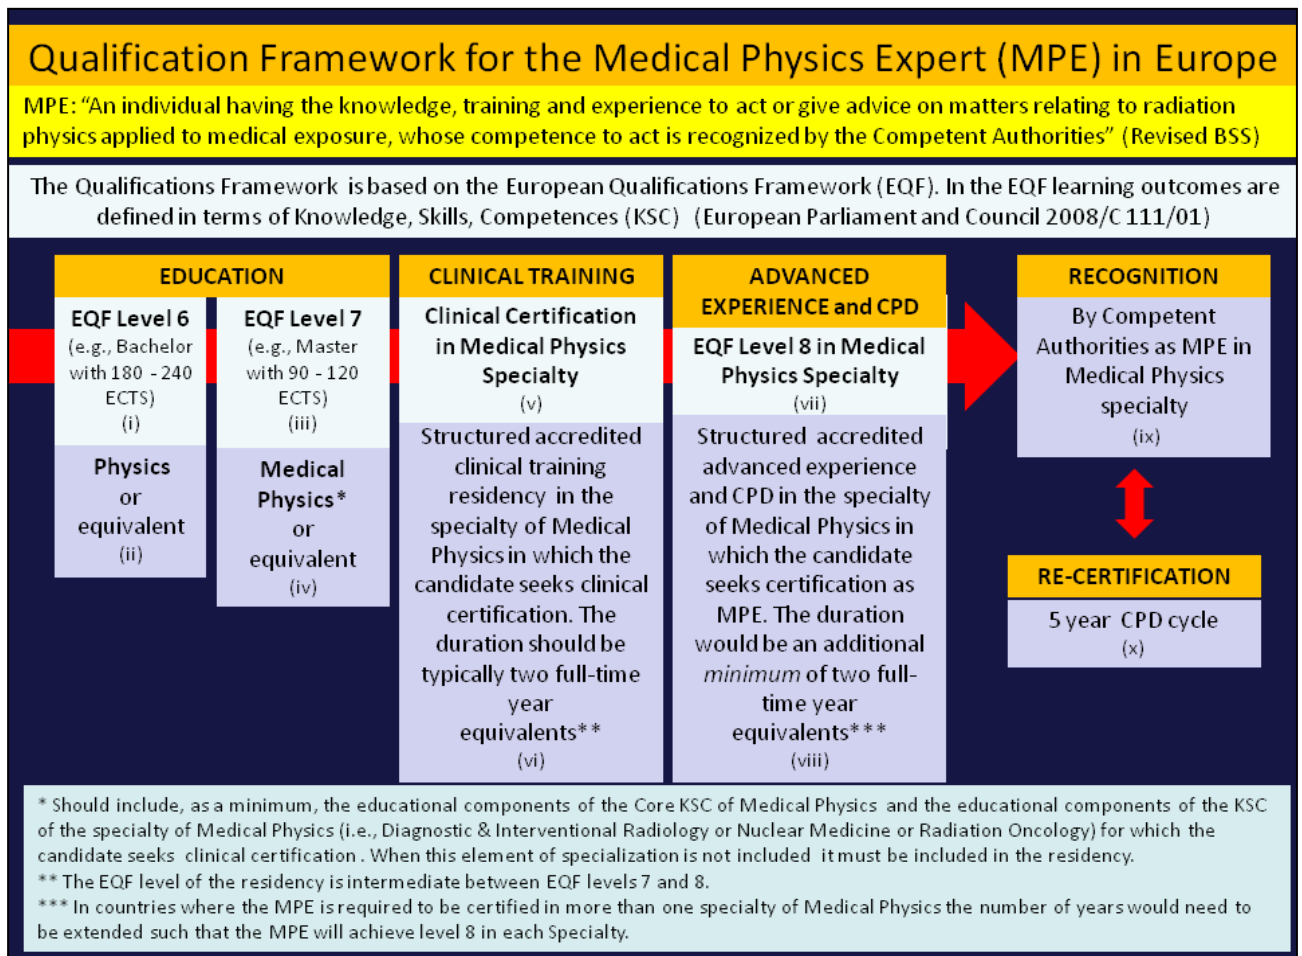 Qualification Framework for the Medical Physics Expert (MPE) in Europe
MPE: “An individual having the knowledge, training and experience to act or give advice on matters relating to radiation
physics applied to medical exposure, whose competence to act is recognized by the Competent Authorities” (Revised BSS)
The Qualifications Framework is based on the European Qualifications Framework (EQF). In the EQF learning outcomes are
defined in terms of Knowledge, Skills, Competences (KSC) (European Parliament and Council 2008/C 111/01)
EDUCATION
EQF Level 6
(e.g., Bachelor
with 180 - 240
ECTS)
(i)
Physics
or
equivalent
(ii)
EQF Level 7
(e.g., Master
with 90 - 120
ECTS)
(iii)
Medical
Physics*
or
equivalent
(iv)
CLINICAL TRAINING
Clinical Certification
in Medical Physics
Specialty
(v)
Structured accredited
clinical training
residency in the
specialty of Medical
Physics in which the
candidate seeks clinical
certification. The
duration should be
typically two full-time
year
equivalents**
(vi)
ADVANCED
EXPERIENCE and CPD
EQF Level 8 in Medical
Physics Specialty
(vii)
Structured accredited
advanced experience
and CPD in the specialty
of Medical Physics in
which the candidate
seeks certification as
MPE. The duration
would be an additional
minimum of two full-
time year
equivalents***
(viii)
RECOGNITION
By Competent
Authorities as MPE in
Medical Physics
specialty
(ix)
RE-CERTIFICATION
5 year CPD cycle
(x)
* Should include, as a minimum, the educational components of the Core KSC of Medical Physics and the educational components of the KSC
of the specialty of Medical Physics (i.e., Diagnostic & Interventional Radiology or Nuclear Medicine or Radiation Oncology) for which the
candidate seeks clinical certification . When this element of specialization is not included it must be included in the residency.
** The EQF level of the residency is intermediate between EQF levels 7 and 8.
*** In countries where the MPE is required to be certified in more than one specialty of Medical Physics the number of years would need to
be extended such that the MPE will achieve level 8 in each Specialty.